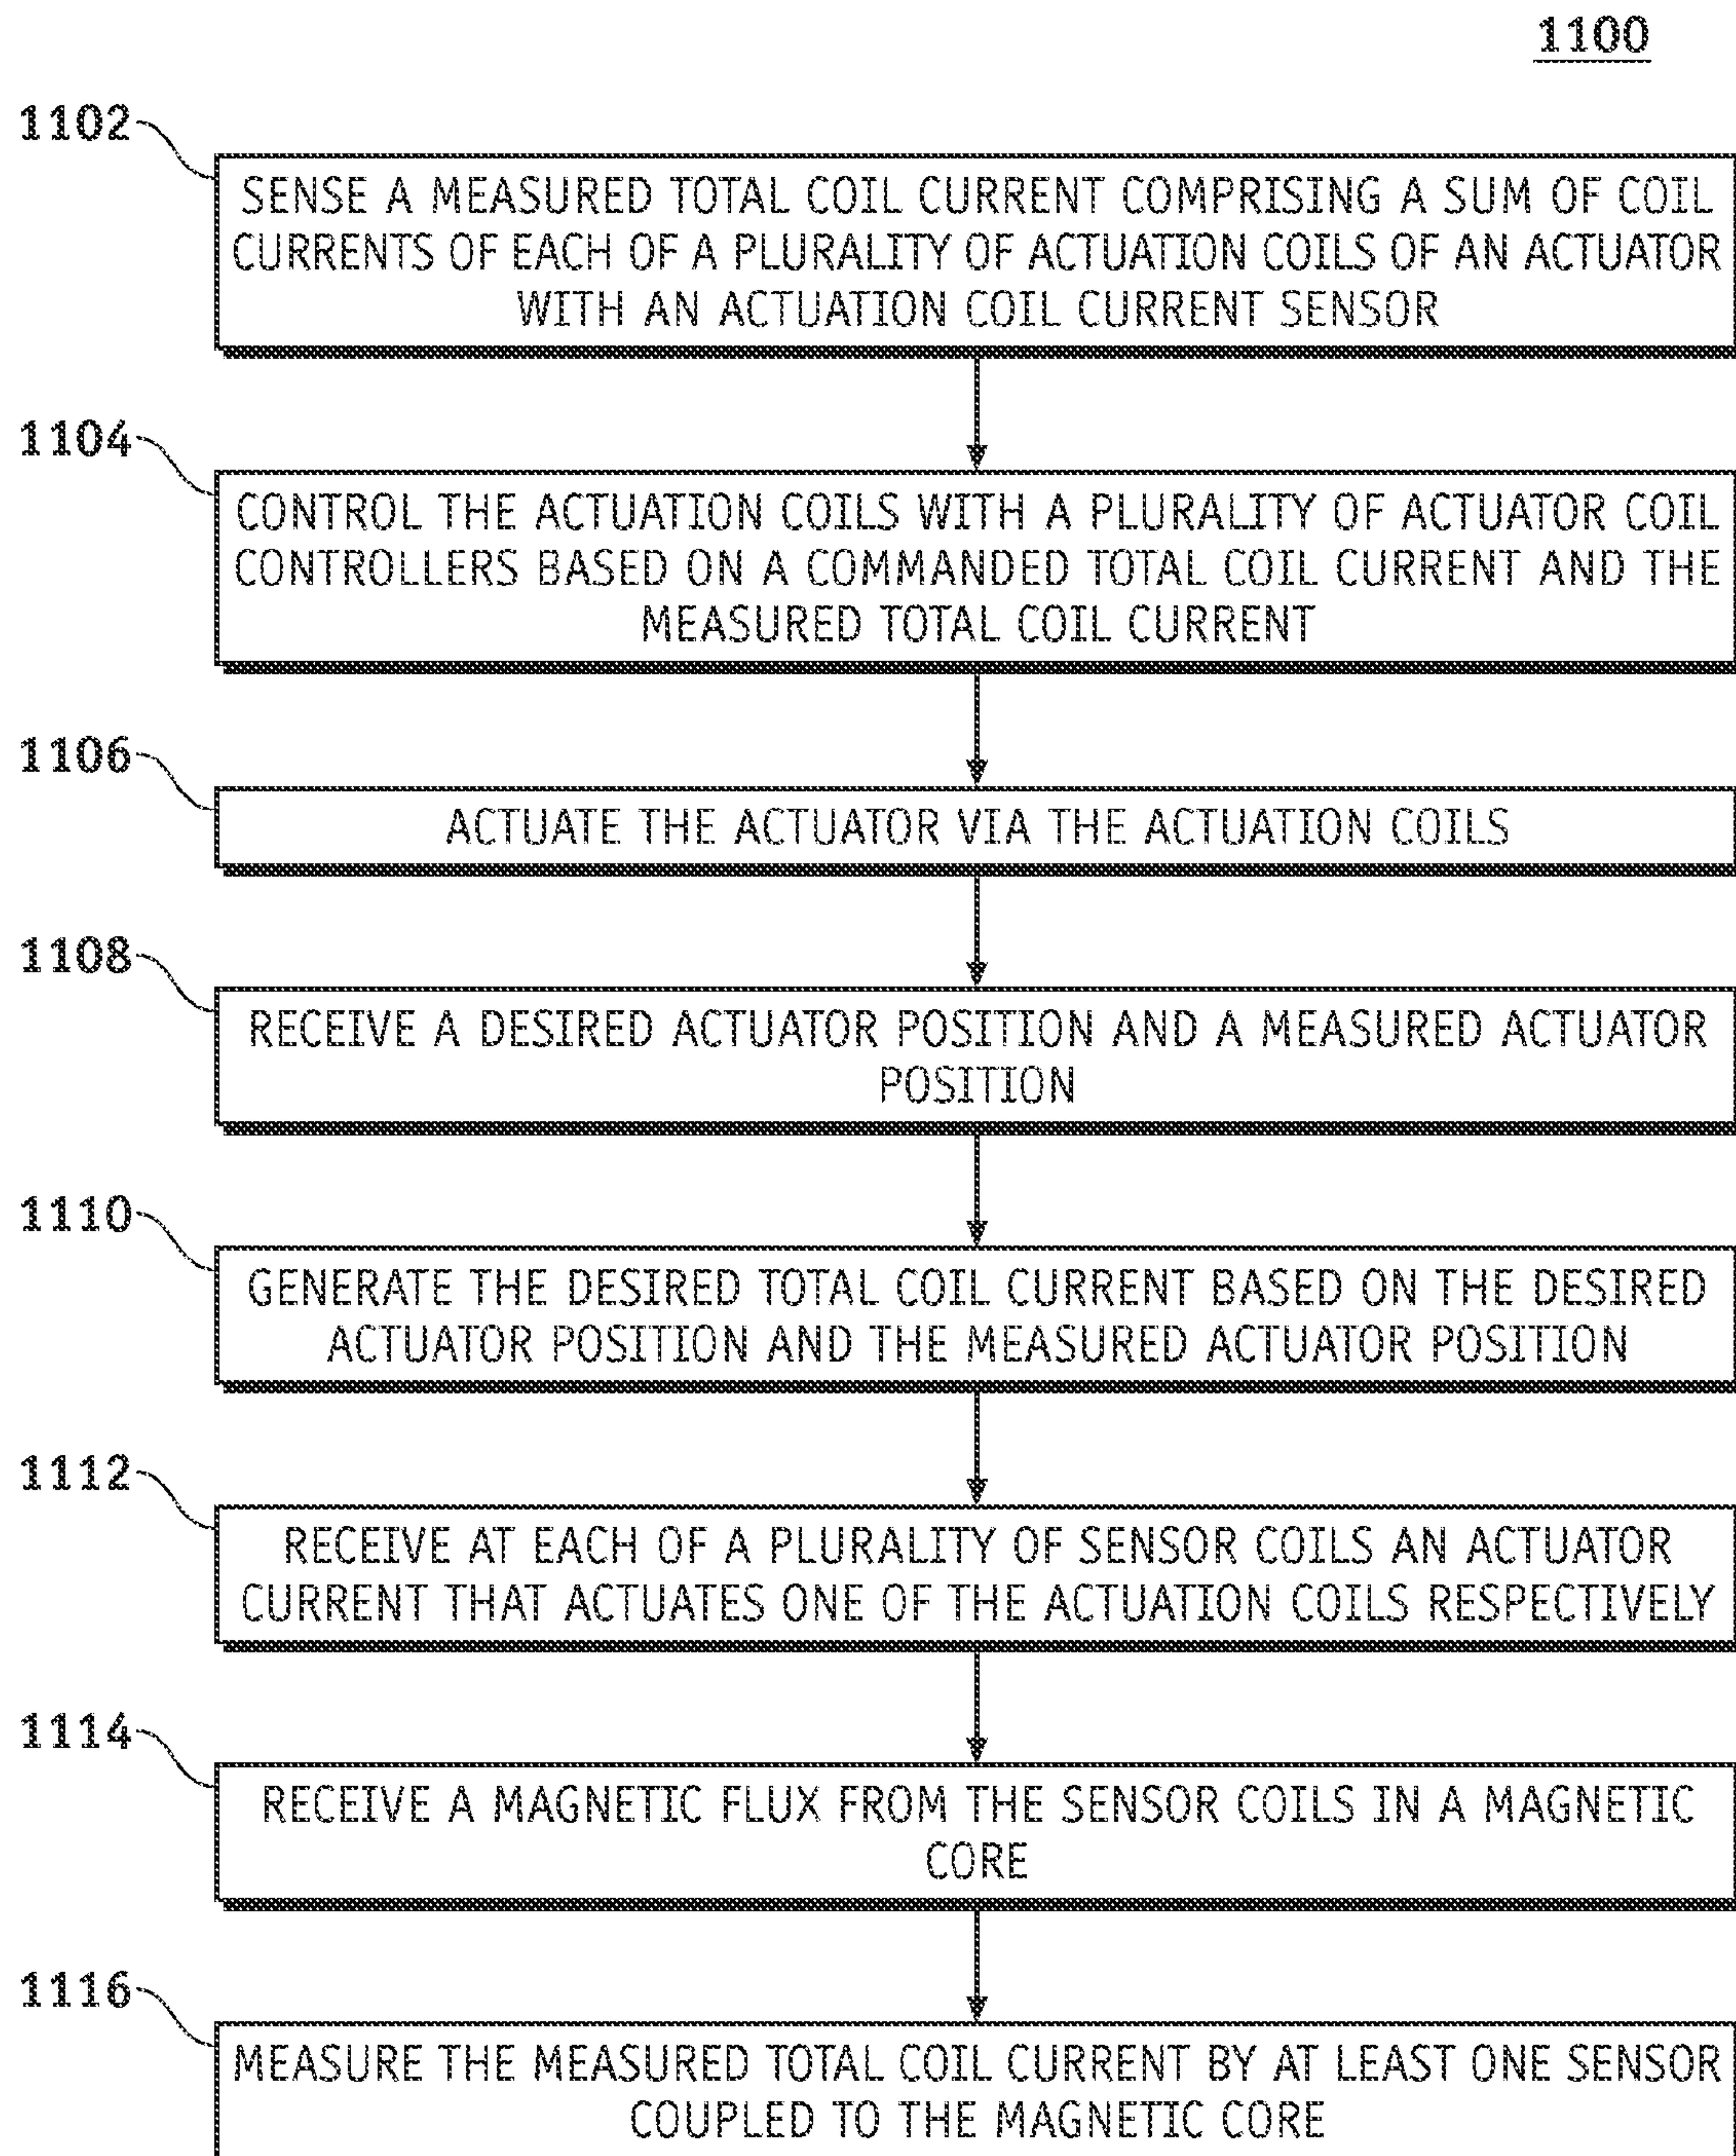 1100
1102
SENSE A MEASURED TOTAL COIL CURRENT COMPRISING A SUM OF COIL
CURRENTS OF EACH OF A PLURALITY OF ACTUATION COILS OF AN ACTUATOR
WITH AN ACTUATION COIL CURRENT SENSOR
1104
CONTROL THE ACTUATION COILS WITH A PLURALITY OF ACTUATOR COIL
CONTROLLERS BASED ON A COMMANDED TOTAL COIL CURRENT AND THE
MEASURED TOTAL COIL CURRENT
1106
ACTUATE THE ACTUATOR VIA THE ACTUATION COILS
1108
RECEIVE A DESIRED ACTUATOR POSITION AND A MEASURED ACTUATOR
POSITION
1110
GENERATE THE DESIRED TOTAL COIL CURRENT BASED ON THE DESIRED
ACTUATOR POSITION AND THE MEASURED ACTUATOR POSITION
1112
RECEIVE AT EACH OF A PLURALITY OF SENSOR COILS AN ACTUATOR
CURRENT THAT ACTUATES ONE OF THE ACTUATION COILS RESPECTIVELY
1114
RECEIVE A MAGNETIC FLUX FROM THE SENSOR COILS IN A MAGNETIC
CORE
1116
MEASURE THE MEASURED TOTAL COIL CURRENT BY AT LEAST ONE SENSOR
COUPLED TO THE MAGNETIC CORE